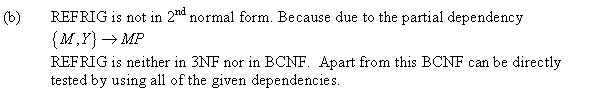 (b) REFRIG is not in 2nd normal form. Because due to the partial dependency
{M,Y} → MP
REFRIG is neither in 3NF nor in BCNF. Apart from this BCNF can be directly
tested by using all of the given dependencies.